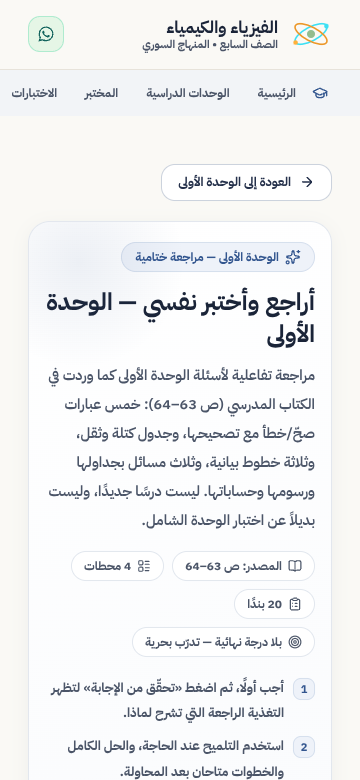 الفيزياء والكيمياء
الصف السابع • المنهاج السوري
الرئيسية
الوحدات الدراسية
المختبر
الاختبارات
العودة إلى الوحدة الأولى
الوحدة الأولى — مراجعة ختامية
أراجع وأختبر نفسي — الوحدة
الأولى
مراجعة تفاعلية لأسئلة الوحدة الأولى كما وردت في
الكتاب المدرسي (ص 63–64): خمس عبارات
صحّ/خطأ مع تصحيحها، وجدول كتلة وثقل،
وثلاثة خطوط بيانية، وثلاث مسائل بجداولها
ورسومها وحساباتها. ليست درسًا جديدًا، وليست
بديلاً عن اختبار الوحدة الشامل.
المصدر: ص 63–64
4 محطات
20 بندًا
بلا درجة نهائية — تدرّب بحرية
1 أجب أولًا، ثم اضغط «تحقّق من الإجابة» لتظهر
التغذية الراجعة التي تشرح لماذا.
2 استخدم التلميح عند الحاجة، والحل الكامل
والخطوات متاحان بعد المحاولة.